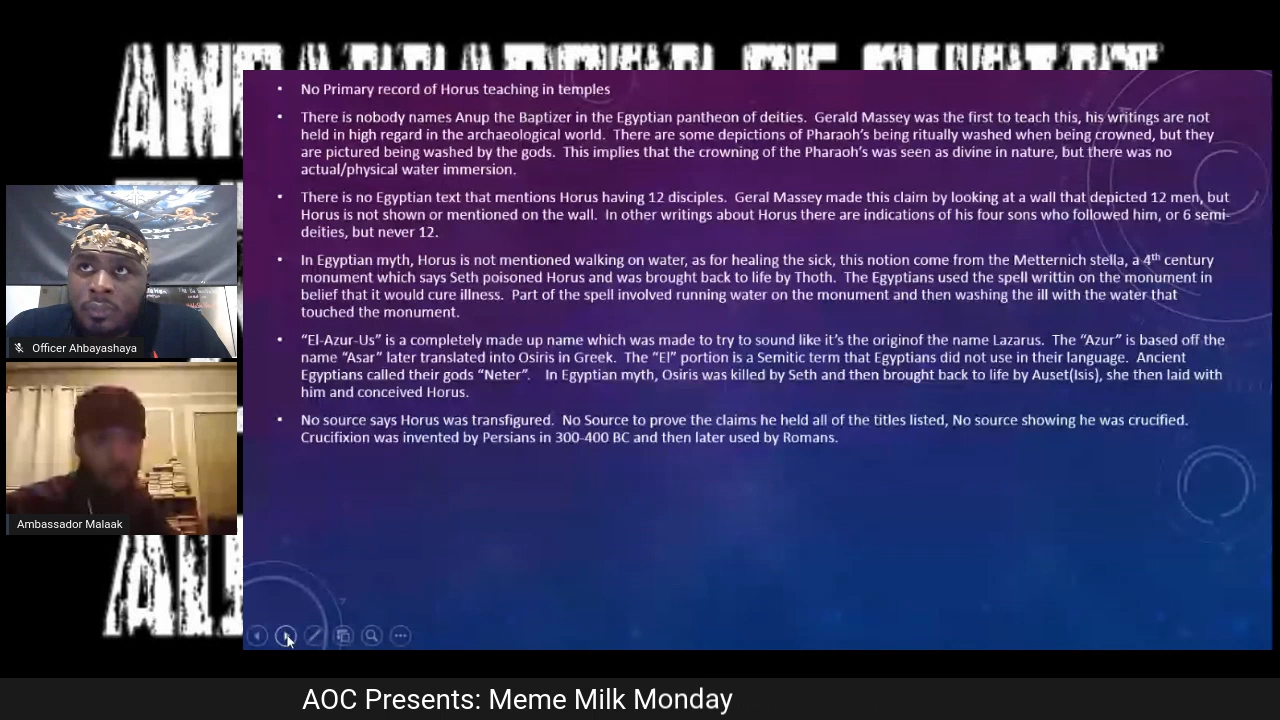 • No Primary record of Horus teaching in temples
• There is nobody names Anup the Baptizer in the Egyptian pantheon of deities. Gerald Massey was the first to teach this, his writings are not
held in high regard in the archaeological world. There are some depictions of Pharaoh's being ritually washed when being crowned, but they
are pictured being washed by the gods. This implies that the crowning of the Pharaoh's was seen as divine in nature, but there was no
actual/physical water immersion.
• There is no Egyptian text that mentions Horus having 12 disciples. Geral Massey made this claim by looking at a wall that depicted 12 men, but
Horus is not shown or mentioned on the wall. In other writings about Horus there are indications of his four sons who followed him, or 6 semi-
deities, but never 12.
• In Egyptian myth, Horus is not mentioned walking on water, as for healing the sick, this notion come from the Metternich stella, a 4th century
monument which says Seth poisoned Horus and was brought back to life by Thoth. The Egyptians used the spell writtin on the monument in
belief that it would cure illness. Part of the spell involved running water on the monument and then washing the ill with the water that
touched the monument.
• "El-Azur-Us" is a completely made up name which was made to try to sound like it's the originof the name Lazarus. The "Azur" is based off the
name "Asar" later translated into Osiris in Greek. The "El" portion is a Semitic term that Egyptians did not use in their language. Ancient
Egyptians called their gods "Neter". In Egyptian myth, Osiris was killed by Seth and then brought back to life by Auset(Isis), she then laid with
him and conceived Horus.
• No source says Horus was transfigured. No Source to prove the claims he held all of the titles listed, No source showing he was crucified.
Crucifixion was invented by Persians in 300-400 BC and then later used by Romans.
Officer Ahbayashaya
Ambassador Malaak
AOC Presents: Meme Milk Monday